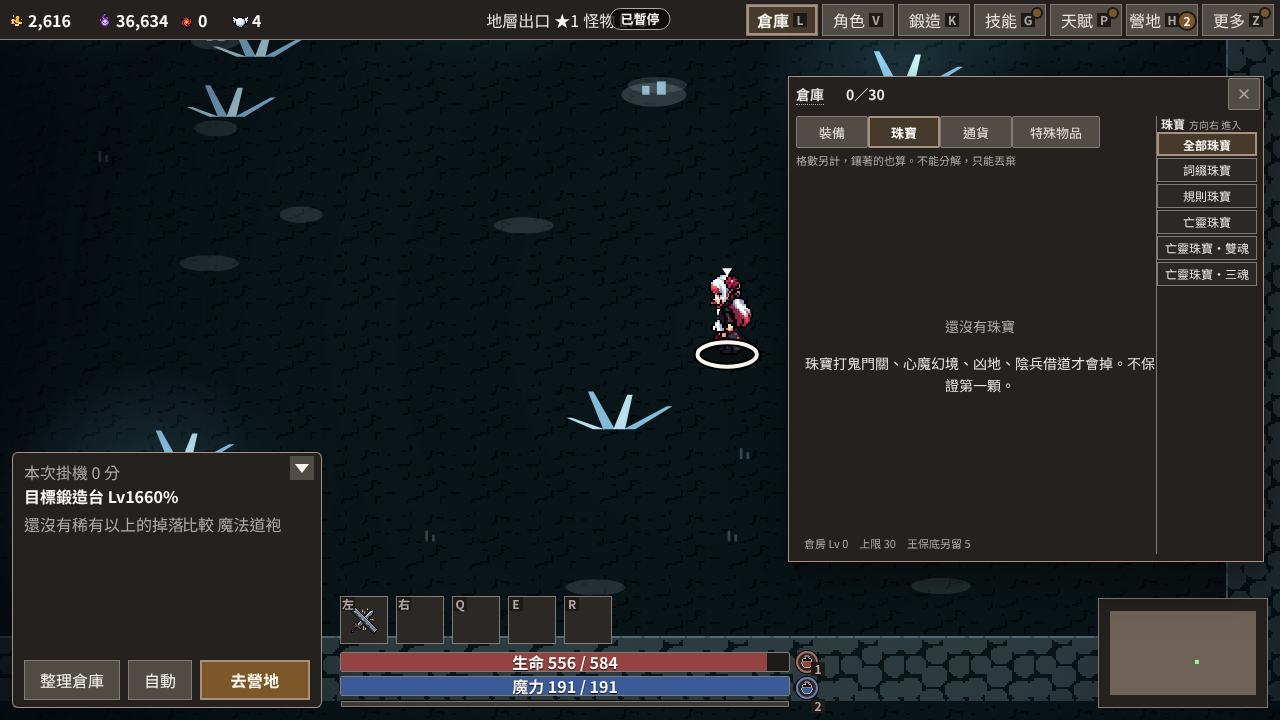 2,616 36,634 0 4
地層出口 ★1 怪物
已暫停
倉庫 L 角色 V 鍛造 K 技能 G 天賦 P 營地 H 2 更多 Z
倉庫 0／30 ×
裝備 珠寶 通貨 特殊物品
格數另計，鑲著的也算。不能分解，只能丟棄
珠寶 方向右 進入
全部珠寶
詞綴珠寶
規則珠寶
亡靈珠寶
亡靈珠寶・雙魂
亡靈珠寶・三魂
還沒有珠寶
珠寶打鬼門關、心魔幻境、凶地、陰兵借道才會掉。不保
證第一顆。
倉房 Lv 0 上限 30 王保底另留 5
本次掛機 0 分
目標鍛造台 Lv1660%
還沒有稀有以上的掉落比較 魔法道袍
整理倉庫 自動 去營地
左 右 Q E R
生命 556 / 584
1
魔力 191 / 191
2